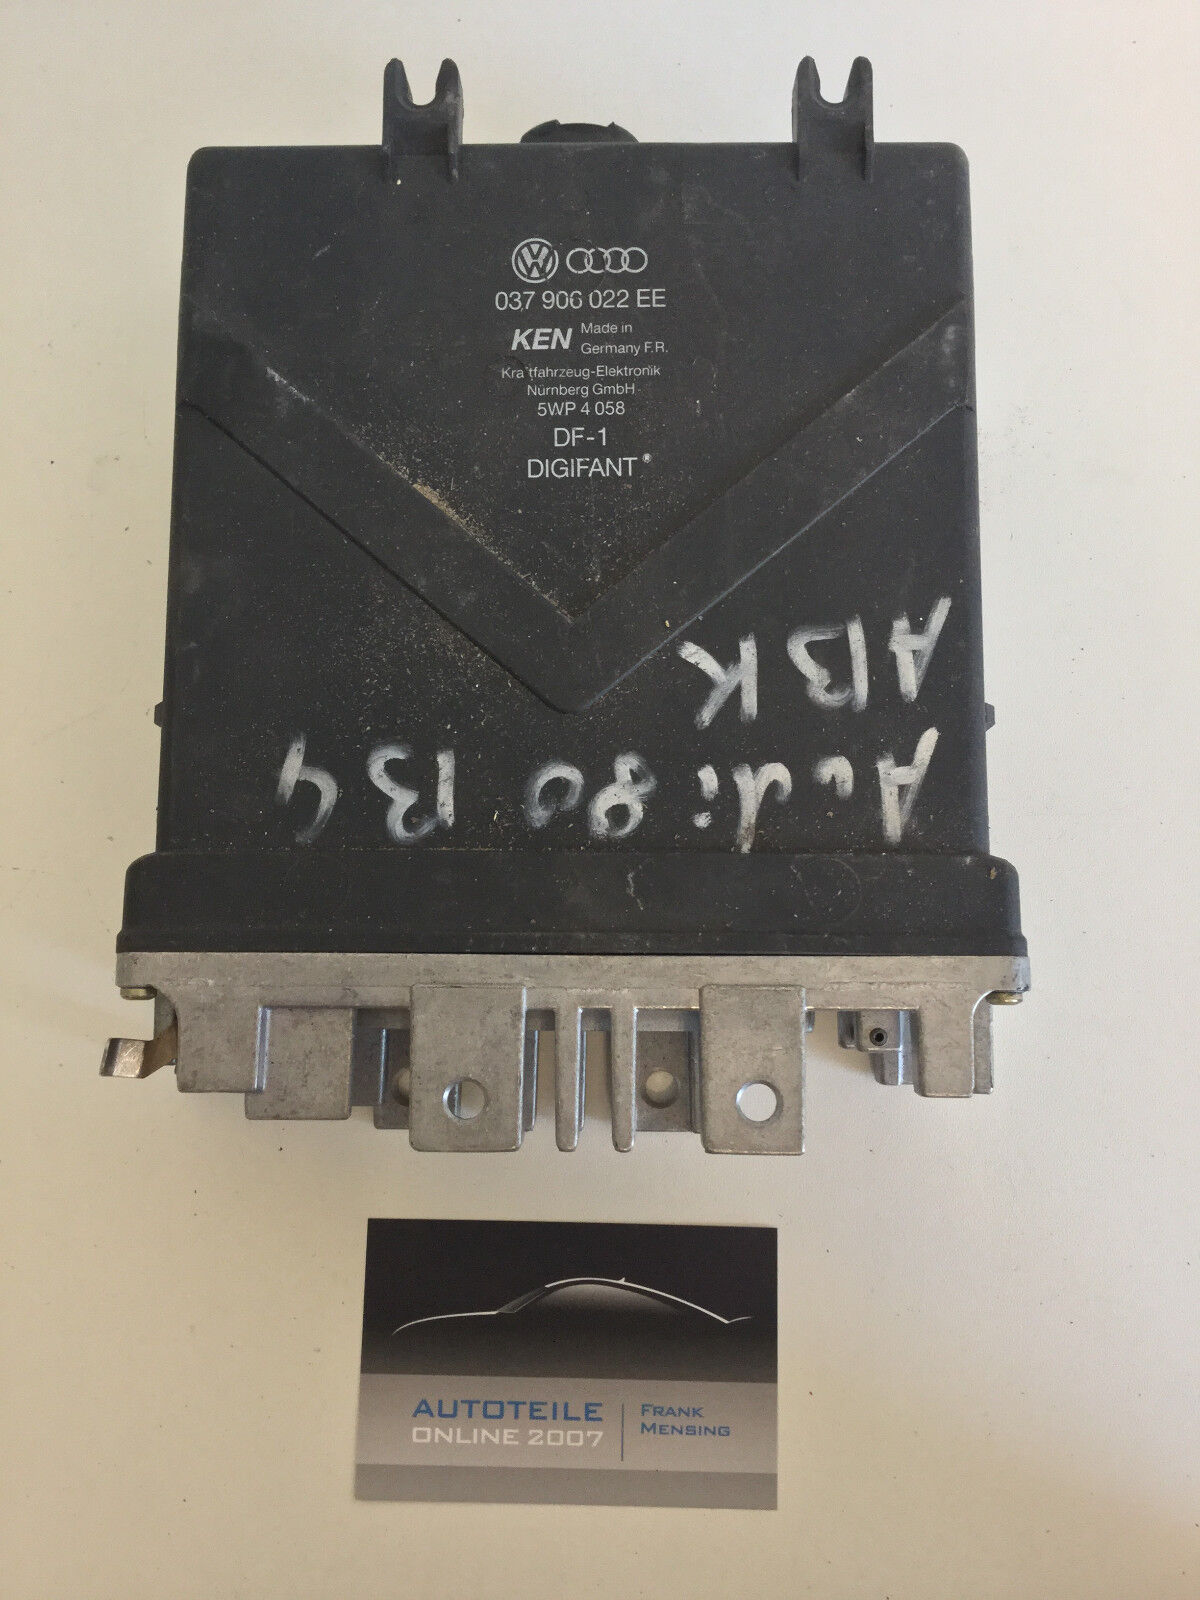 037 906 022 EE
KEN Made in
Germany F.R.
Kraftfahrzeug-Elektronik
Nürnberg GmbH
5WP 4 058
DF-1
DIGIFANT ®
Audi 80 B4
ABK
AUTOTEILE
ONLINE 2007
FRANK
MENSING